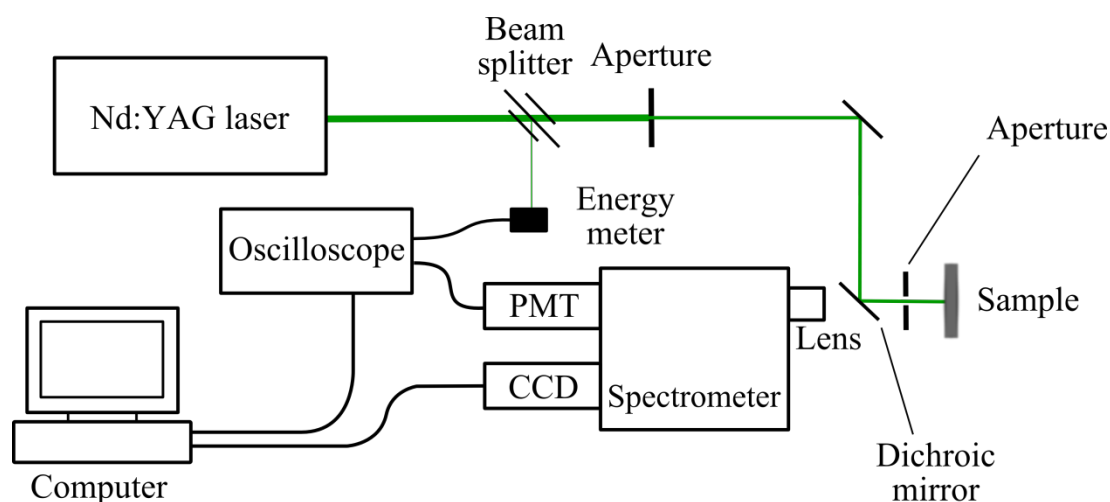 Beam
splitter
Aperture
Nd:YAG laser
Aperture
Energy
meter
Oscilloscope
PMT
Lens
Sample
CCD
Spectrometer
Dichroic
mirror
Computer